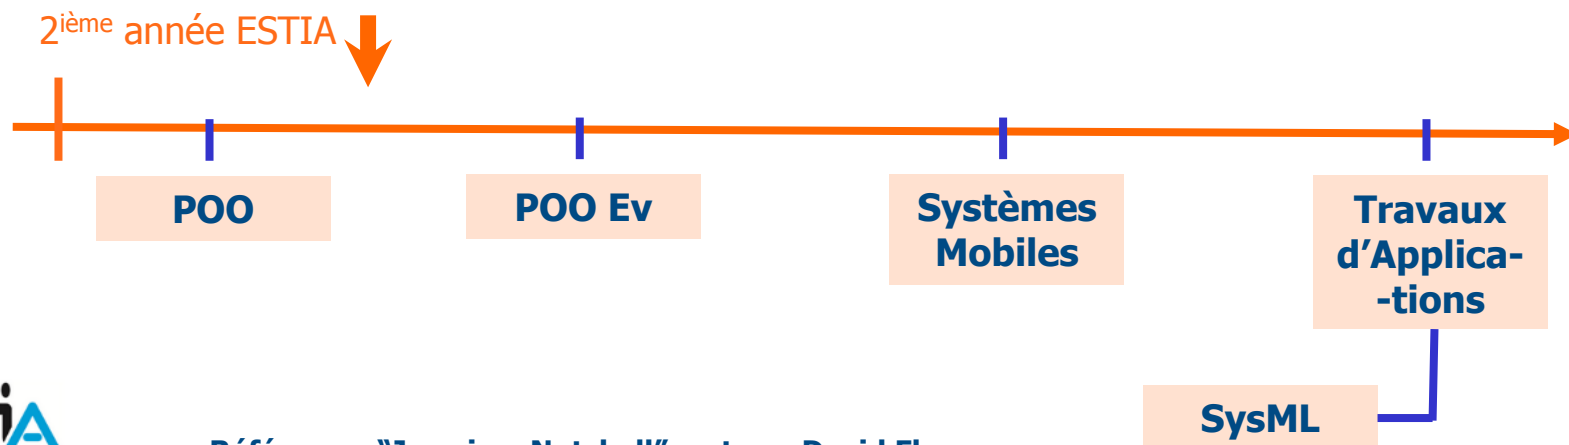 2ième année ESTIA
POO
POO Ev
Systèmes
Mobiles
Travaux
d'Applica-
-tions
SysML